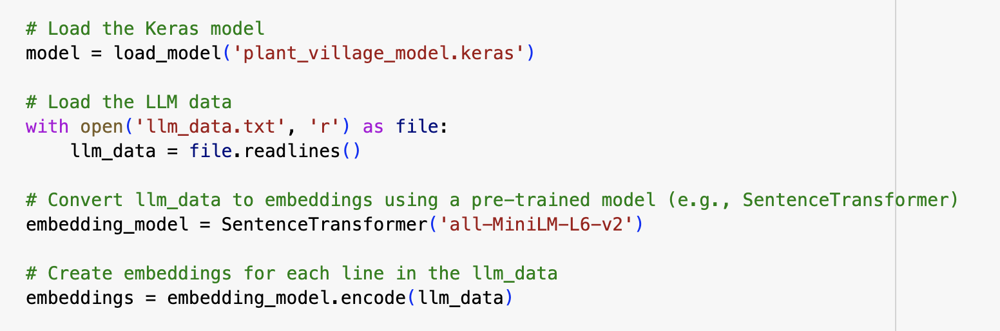 # Load the Keras model
model = load_model('plant_village_model.keras')
# Load the LLM data
with open('llm_data.txt', 'r') as file:
    llm_data = file.readlines()
# Convert llm_data to embeddings using a pre-trained model (e.g., SentenceTransformer)
embedding_model = SentenceTransformer('all-MiniLM-L6-v2')
# Create embeddings for each line in the llm_data
embeddings = embedding_model.encode(llm_data)